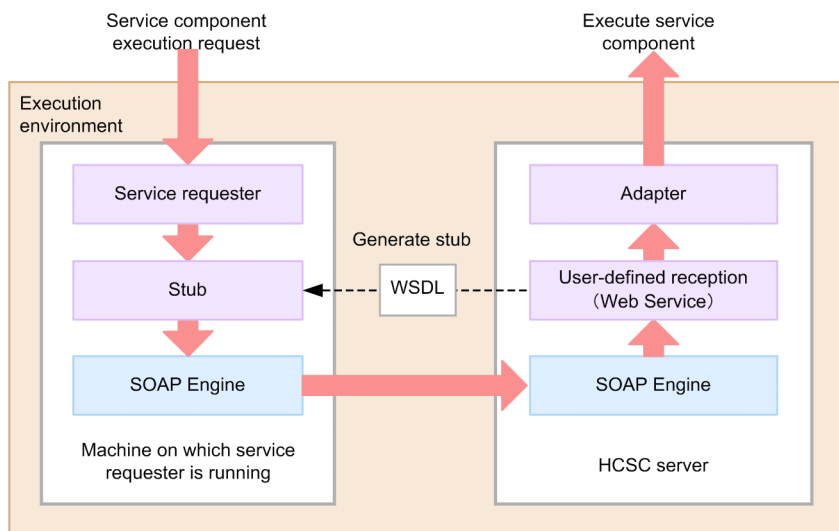 Service component
execution request
Execute service
component
Execution
environment
Service requester
Stub
SOAP Engine
Machine on which service
requester is running
Generate stub
WSDL
Adapter
User-defined reception
（Web Service）
SOAP Engine
HCSC server